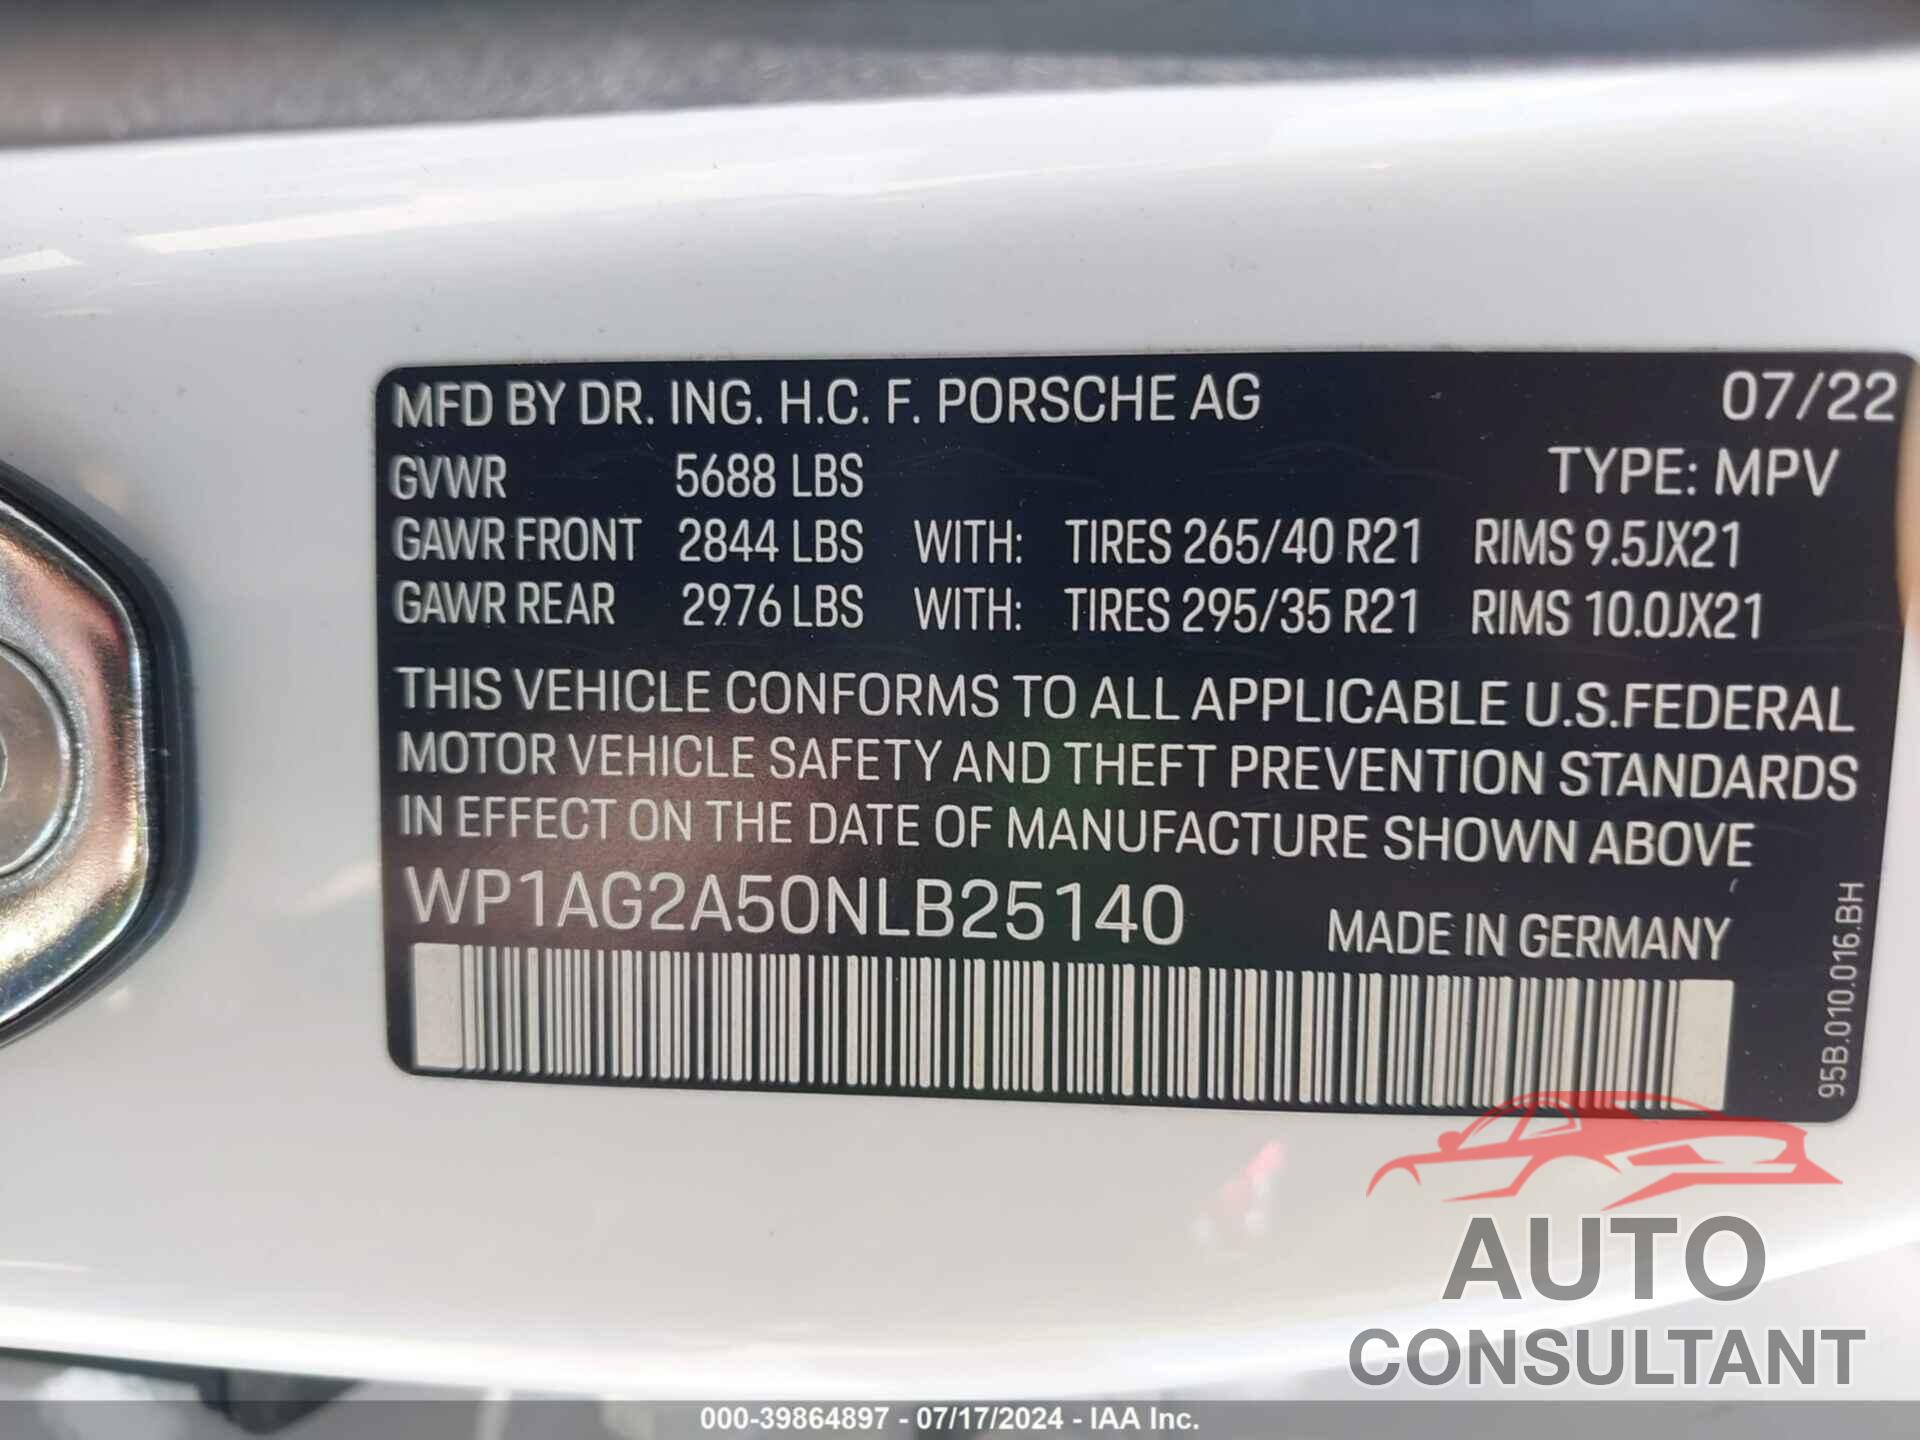 MFD BY DR. ING. H.C. F. PORSCHE AG 07/22
GVWR 5688 LBS TYPE: MPV
GAWR FRONT 2844 LBS WITH: TIRES 265/40 R21 RIMS 9.5JX21
GAWR REAR 2976 LBS WITH: TIRES 295/35 R21 RIMS 10.0JX21
THIS VEHICLE CONFORMS TO ALL APPLICABLE U.S.FEDERAL
MOTOR VEHICLE SAFETY AND THEFT PREVENTION STANDARDS
IN EFFECT ON THE DATE OF MANUFACTURE SHOWN ABOVE
WP1AG2A50NLB25140 MADE IN GERMANY
95B.010.016.BH
AUTO
CONSULTANT
000-39864897 - 07/17/2024 - IAA Inc.